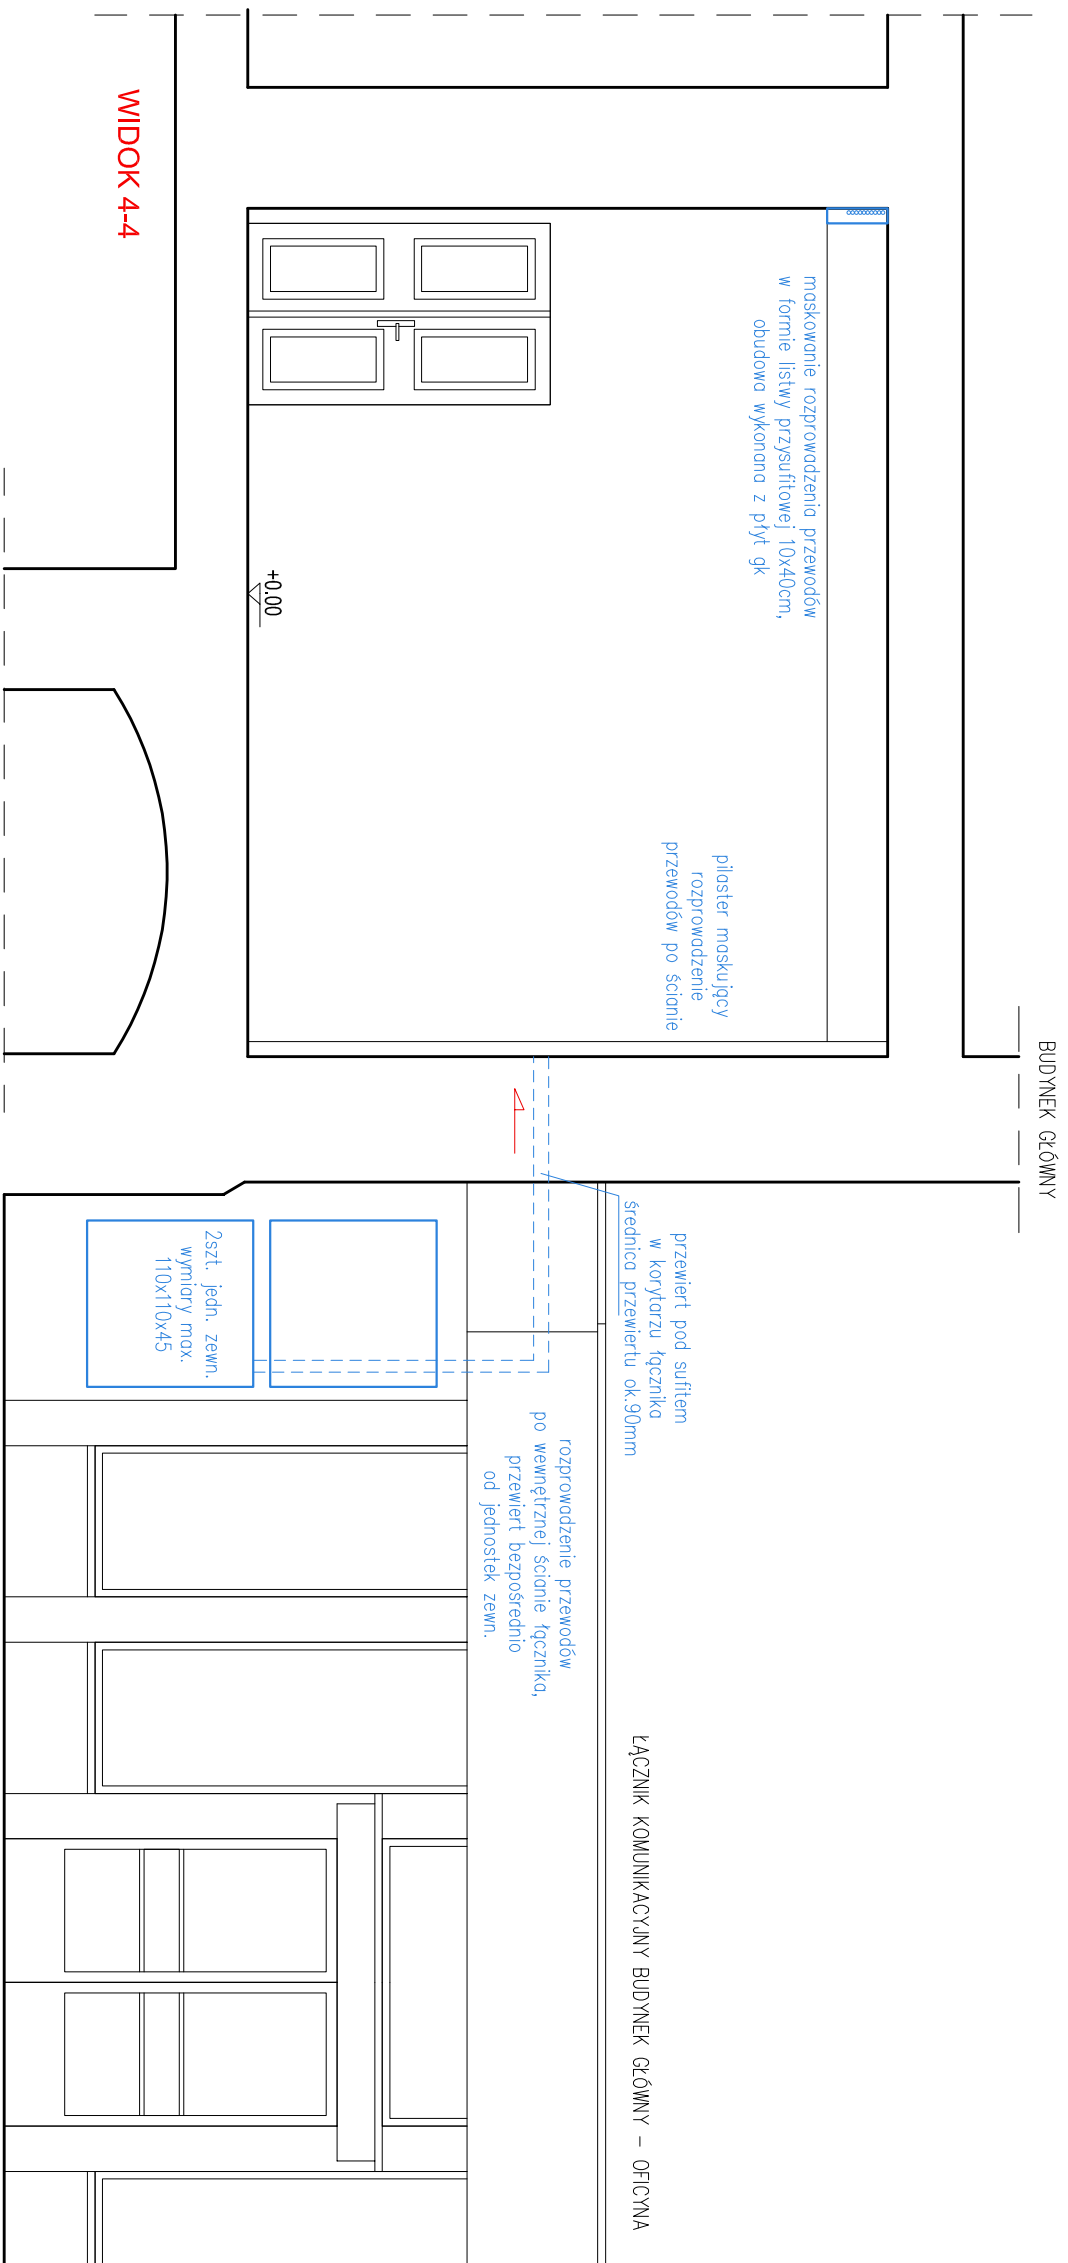 BUDYNEK GŁÓWNY
maskowanie rozprowadzenia przewodów
w formie listwy przysufitowej 10x40cm,
obudowa wykonana z płyt gk
pilaster maskujący
rozprowadzenie
przewodów po ścianie
przewiert pod sufitem
w korytarzu łącznika
średnica przewiertu ok.90mm
ŁĄCZNIK KOMUNIKACYJNY BUDYNEK GŁÓWNY - OFICYNA
rozprowadzenie przewodów
po wewnętrznej ścianie łącznika,
przewiert bezpośrednio
od jednostek zewn.
+0.00
2szt. jedn. zewn.
wymiary max.
110x110x45
WIDOK 4-4